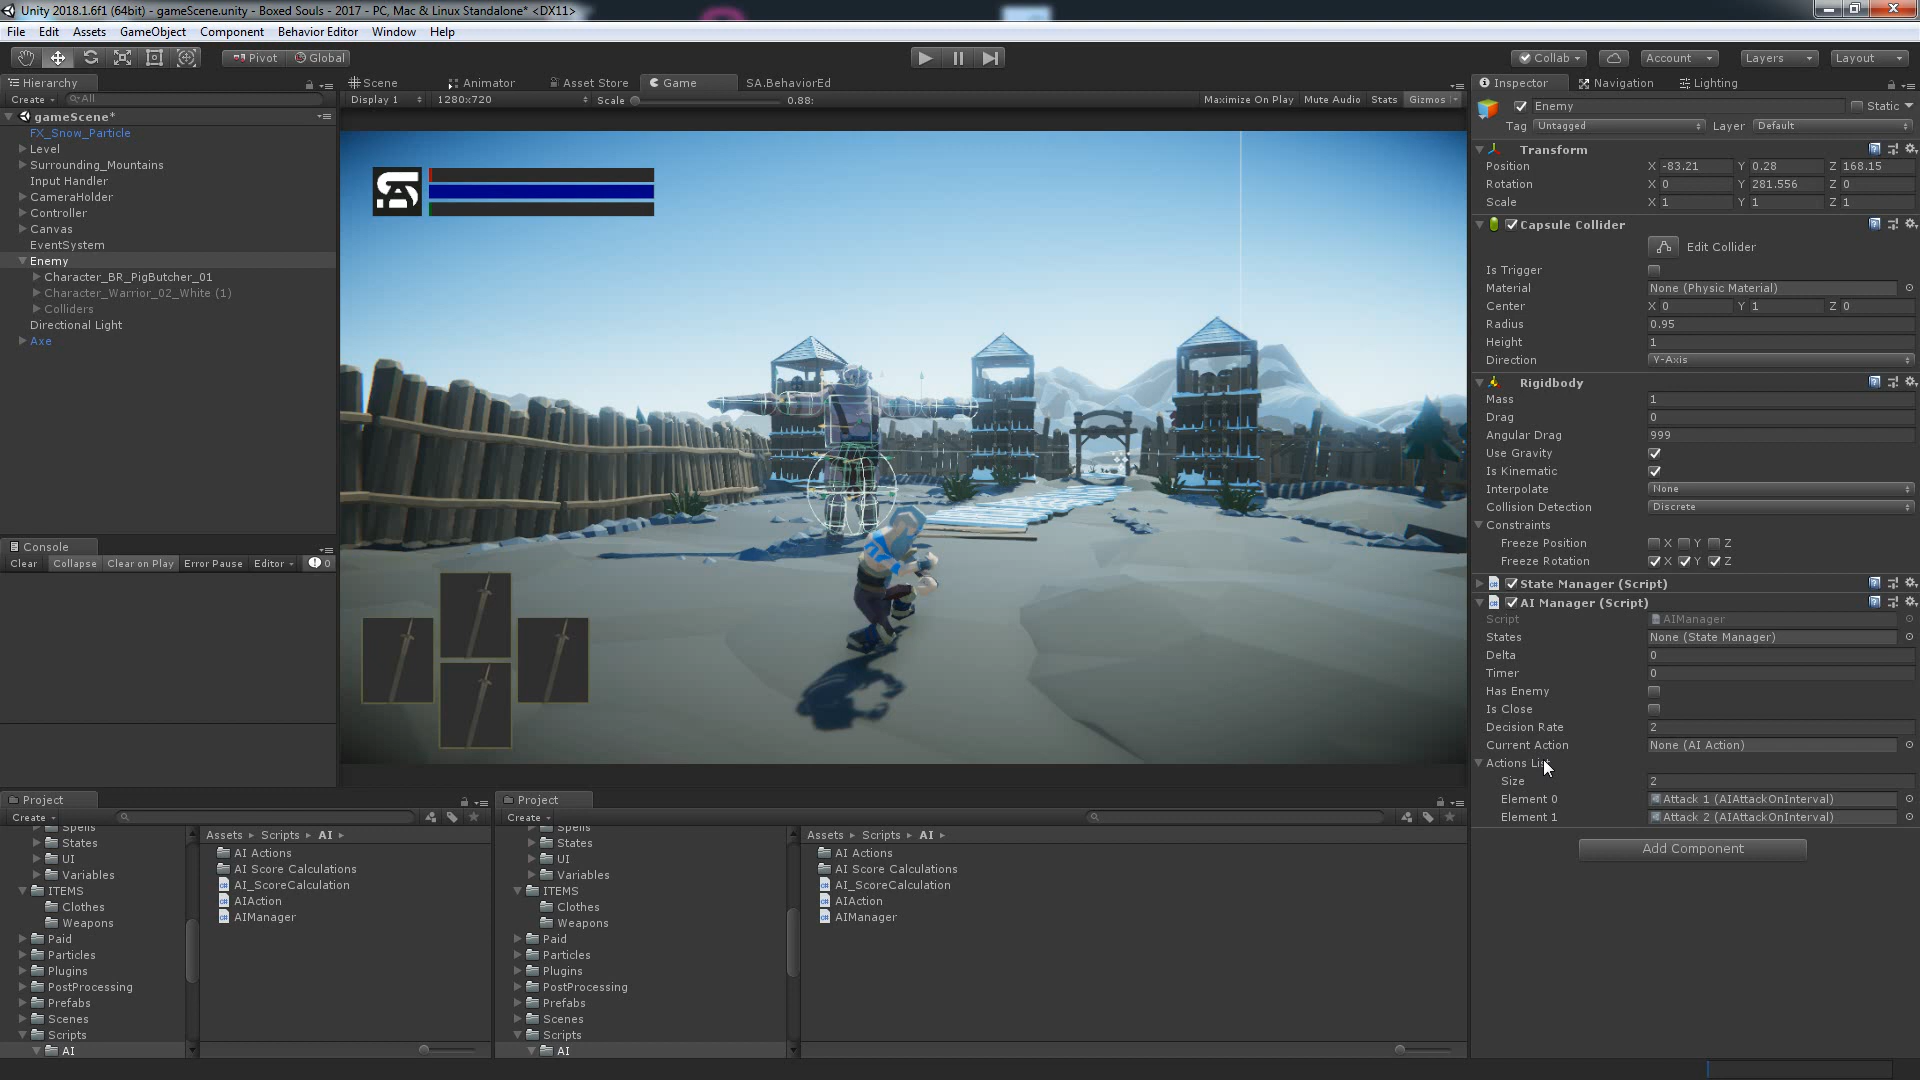 Unity 2018.1.6f1 (64bit) - gameScene.unity - Boxed Souls - 2017 - PC, Mac & Linux Standalone* <DX11>
File Edit Assets GameObject Component Behavior Editor Window Help
Pivot Global Collab Account Layers Layout
Hierarchy
Create All
gameScene*
FX_Snow_Particle
Level
Surrounding_Mountains
Input Handler
CameraHolder
Controller
Canvas
EventSystem
Enemy
Character_BR_PigButcher_01
Character_Warrior_02_White (1)
Colliders
Directional Light
Axe
Console
Clear Collapse Clear on Play Error Pause Editor 0
Scene Animator Asset Store Game SA.BehaviorEd
Display 1 1280x720 Scale 0.88: Maximize On Play Mute Audio Stats Gizmos
SA
Project
Create
Spells
States
UI
Variables
ITEMS
Clothes
Weapons
Paid
Particles
Plugins
PostProcessing
Prefabs
Scenes
Scripts
AI
Assets Scripts AI
AI Actions
AI Score Calculations
AI_ScoreCalculation
AIAction
AIManager
Project
Create
Spells
States
UI
Variables
ITEMS
Clothes
Weapons
Paid
Particles
Plugins
PostProcessing
Prefabs
Scenes
Scripts
AI
Assets Scripts AI
AI Actions
AI Score Calculations
AI_ScoreCalculation
AIAction
AIManager
Inspector Navigation Lighting
Enemy Static
Tag Untagged Layer Default
Transform
Position X -83.21 Y 0.28 Z 168.15
Rotation X 0 Y 281.556 Z 0
Scale X 1 Y 1 Z 1
Capsule Collider
Edit Collider
Is Trigger
Material None (Physic Material)
Center X 0 Y 1 Z 0
Radius 0.95
Height 1
Direction Y-Axis
Rigidbody
Mass 1
Drag 0
Angular Drag 999
Use Gravity
Is Kinematic
Interpolate None
Collision Detection Discrete
Constraints
Freeze Position X Y Z
Freeze Rotation X Y Z
State Manager (Script)
AI Manager (Script)
Script AIManager
States None (State Manager)
Delta 0
Timer 0
Has Enemy
Is Close
Decision Rate 2
Current Action None (AI Action)
Actions Lis
Size 2
Element 0 Attack 1 (AIAttackOnInterval)
Element 1 Attack 2 (AIAttackOnInterval)
Add Component